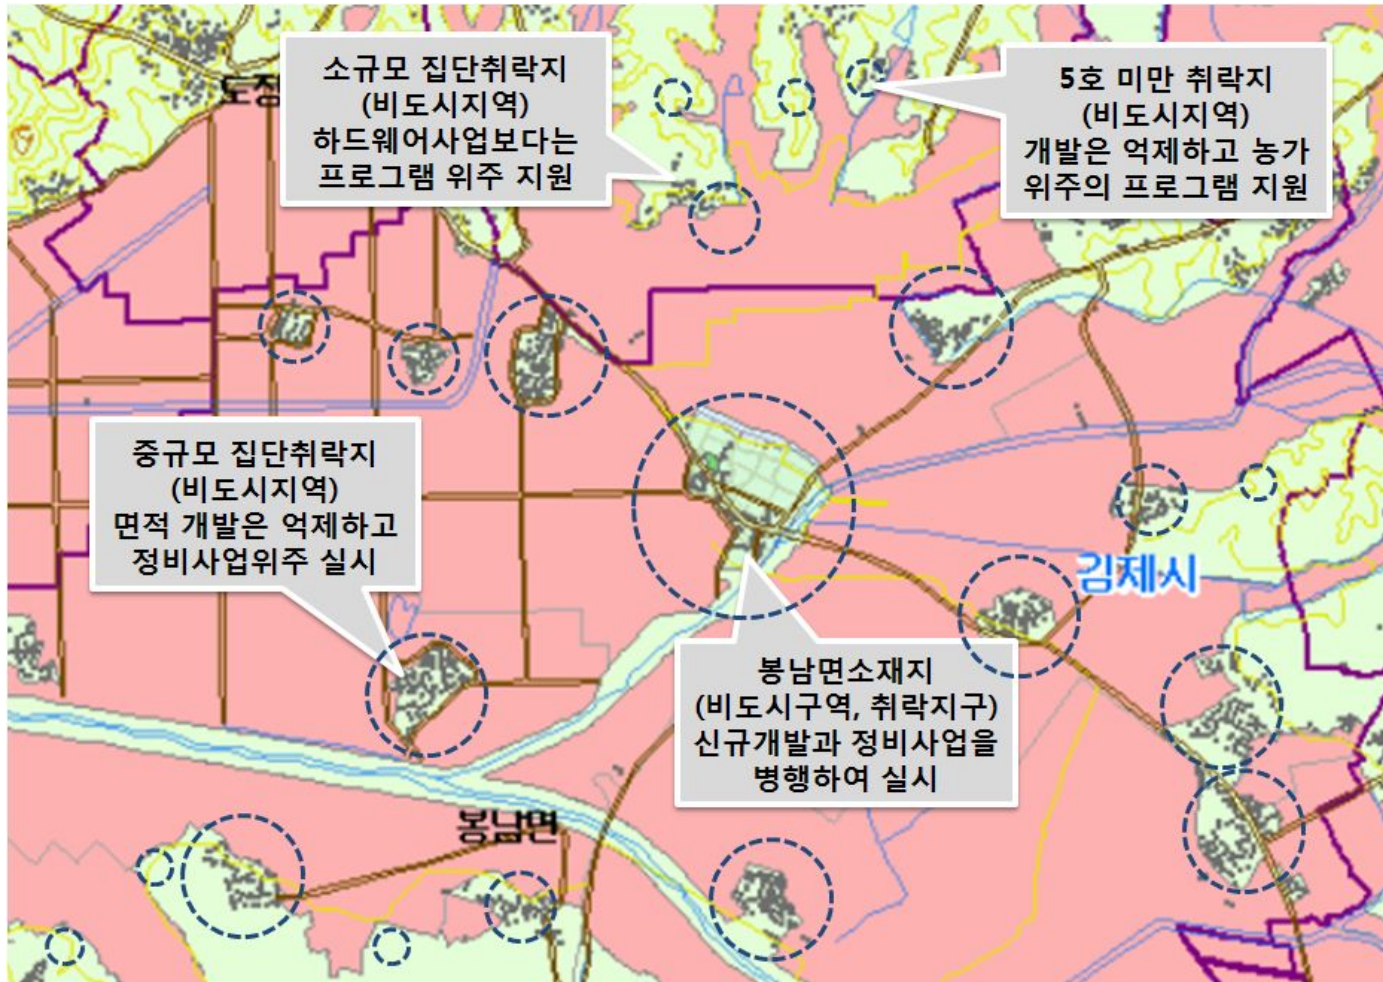 소규모 집단취락지
(비도시지역)
하드웨어사업보다는
프로그램 위주 지원
5호 미만 취락지
(비도시지역)
개발은 억제하고 농가
위주의 프로그램 지원
중규모 집단취락지
(비도시지역)
면적 개발은 억제하고
정비사업위주 실시
김제시
봉남면소재지
(비도시구역, 취락지구)
신규개발과 정비사업을
병행하여 실시
봉남면